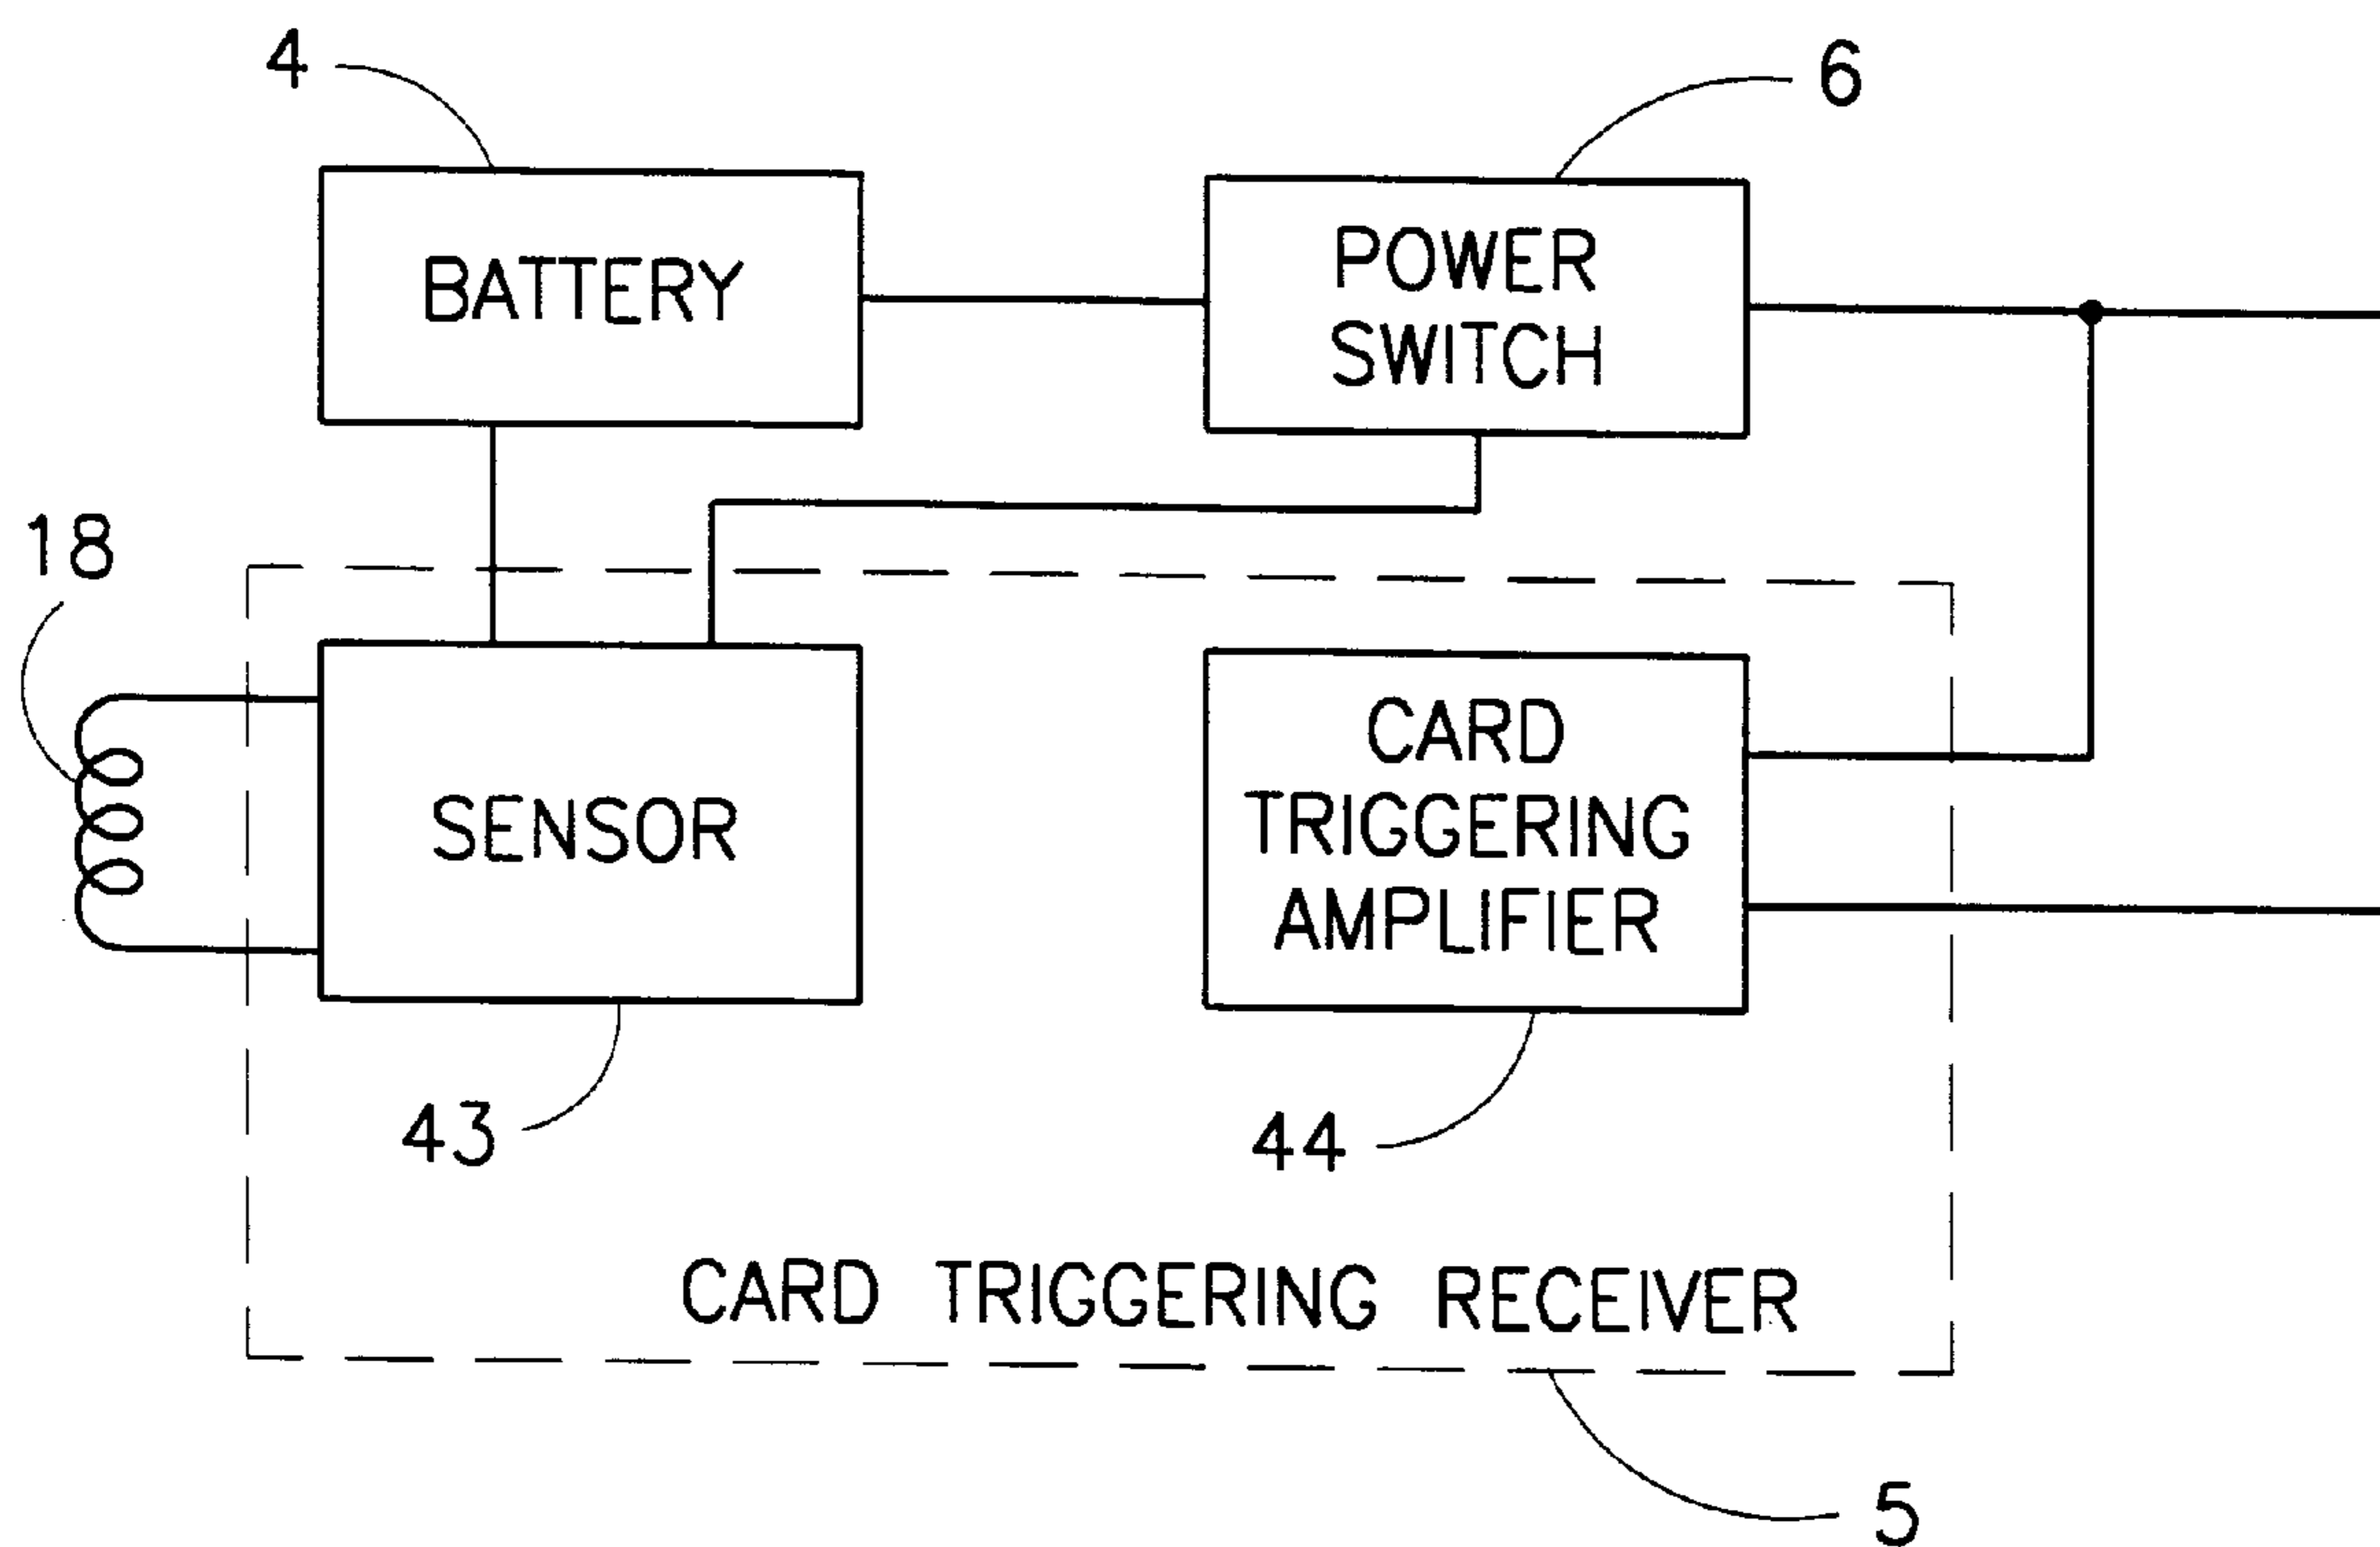 4
6
BATTERY
POWER
SWITCH
18
SENSOR
CARD
TRIGGERING
AMPLIFIER
43
44
CARD TRIGGERING RECEIVER
5